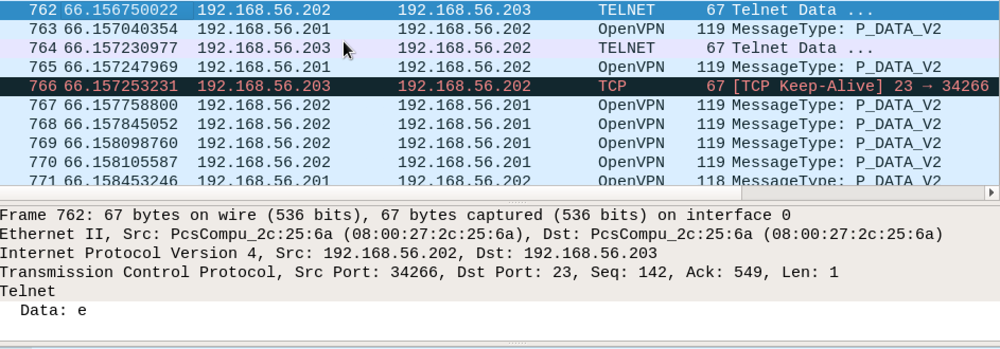 762 66.156750022 192.168.56.202 192.168.56.203 TELNET 67 Telnet Data ...
763 66.157040354 192.168.56.201 192.168.56.202 OpenVPN 119 MessageType: P_DATA_V2
764 66.157230977 192.168.56.203 192.168.56.202 TELNET 67 Telnet Data ...
765 66.157247969 192.168.56.201 192.168.56.202 OpenVPN 119 MessageType: P_DATA_V2
766 66.157253231 192.168.56.203 192.168.56.202 TCP 67 [TCP Keep-Alive] 23 → 34266
767 66.157758800 192.168.56.202 192.168.56.201 OpenVPN 119 MessageType: P_DATA_V2
768 66.157845052 192.168.56.202 192.168.56.201 OpenVPN 119 MessageType: P_DATA_V2
769 66.158098760 192.168.56.202 192.168.56.201 OpenVPN 119 MessageType: P_DATA_V2
770 66.158105587 192.168.56.202 192.168.56.201 OpenVPN 119 MessageType: P_DATA_V2
771 66.158453246 192.168.56.201 192.168.56.202 OpenVPN 118 MessageType: P_DATA_V2
Frame 762: 67 bytes on wire (536 bits), 67 bytes captured (536 bits) on interface 0
Ethernet II, Src: PcsCompu_2c:25:6a (08:00:27:2c:25:6a), Dst: PcsCompu_2c:25:6a (08:00:27:2c:25:6a)
Internet Protocol Version 4, Src: 192.168.56.202, Dst: 192.168.56.203
Transmission Control Protocol, Src Port: 34266, Dst Port: 23, Seq: 142, Ack: 549, Len: 1
Telnet
Data: e